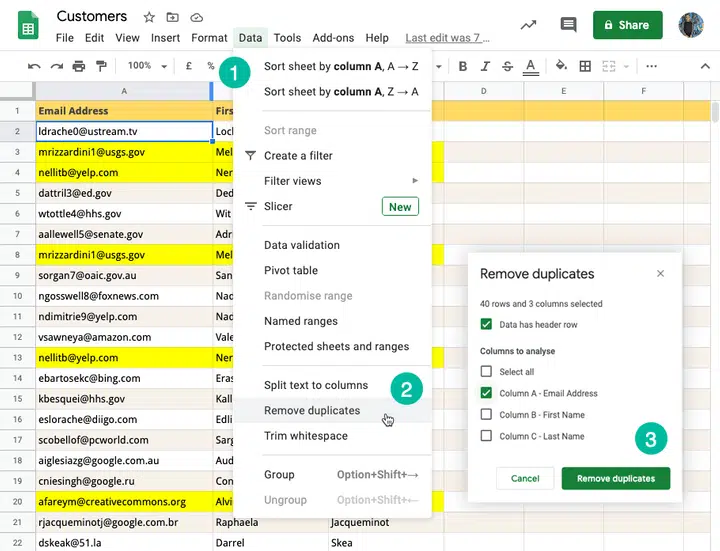 Customers
File Edit View Insert Format Data Tools Add-ons Help Last edit was 7 ...
Share
100% £ % B I S A ...
1
Sort sheet by column A, A → Z
Sort sheet by column A, Z → A
Sort range
Create a filter
Filter views
Slicer New
Data validation
Pivot table
Randomise range
Named ranges
Protected sheets and ranges
Split text to columns
2
Remove duplicates
Trim whitespace
Group Option+Shift+→
Ungroup Option+Shift+←
A D E F
1 Email Address Firs
2 ldrache0@ustream.tv Loc
3 mrizzardini1@usgs.gov Mel
4 nellitb@yelp.com Ner
5 dattril3@ed.gov Ded
6 wtottle4@hhs.gov Wit
7 aallewell5@senate.gov Adr
8 mrizzardini1@usgs.gov Mel
9 sorgan7@oaic.gov.au San
10 ngosswell8@foxnews.com Nad
11 ndimitrie9@yelp.com Nad
12 vsawneya@amazon.com Vale
13 nellitb@yelp.com Ner
14 ebartosekc@bing.com Eras
15 kbesquei@hhs.gov Kall
16 eslorache@diigo.com Edli
17 scobellof@pcworld.com Sarg
18 aiglesiazg@google.com.au Aud
19 cniesingh@google.ru Con
20 afareym@creativecommons.org Alvi
21 rjacqueminotj@google.com.br Raphaela Jacqueminot
22 dskeak@51.la Darrel Skea
Remove duplicates
40 rows and 3 columns selected
Data has header row
Columns to analyse
Select all
Column A - Email Address
Column B - First Name
Column C - Last Name
3
Cancel Remove duplicates